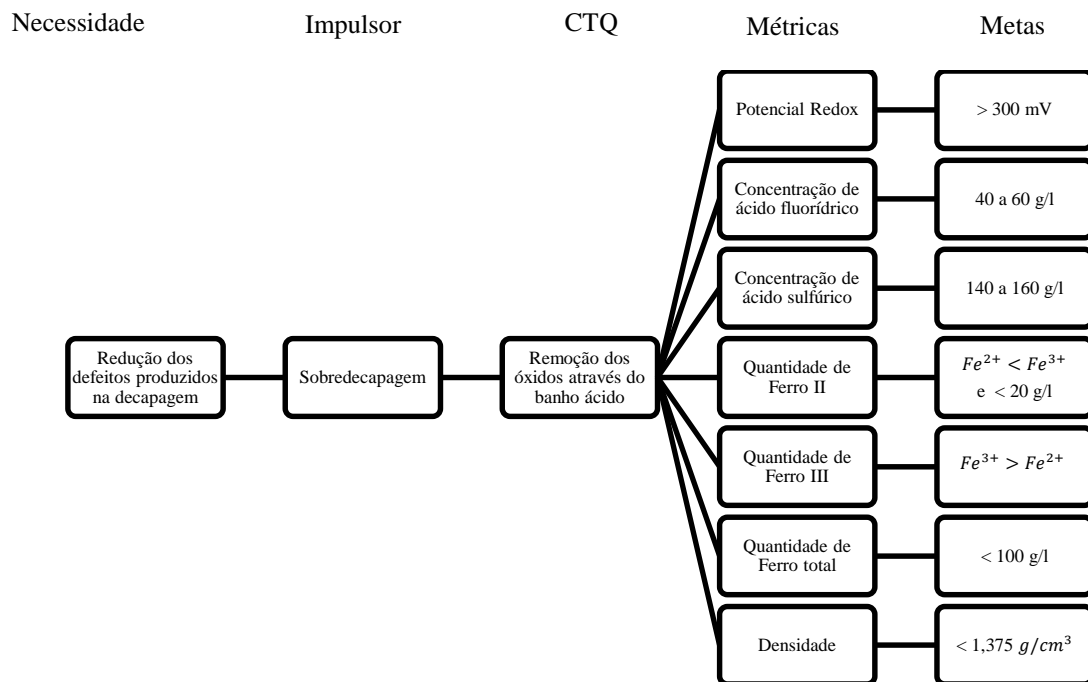 Necessidade
Impulsor
CTQ
Métricas
Metas
Potencial Redox
> 300 mV
Concentração de
ácido fluorídrico
40 a 60 g/l
Concentração de
ácido sulfúrico
140 a 160 g/l
Redução dos
defeitos produzidos
na decapagem
Sobredecapagem
Remoção dos
óxidos através do
banho ácido
Quantidade de
Ferro II
Fe²⁺ < Fe³⁺
e < 20 g/l
Quantidade de
Ferro III
Fe³⁺ > Fe²⁺
Quantidade de
Ferro total
< 100 g/l
Densidade
< 1,375 g/cm³